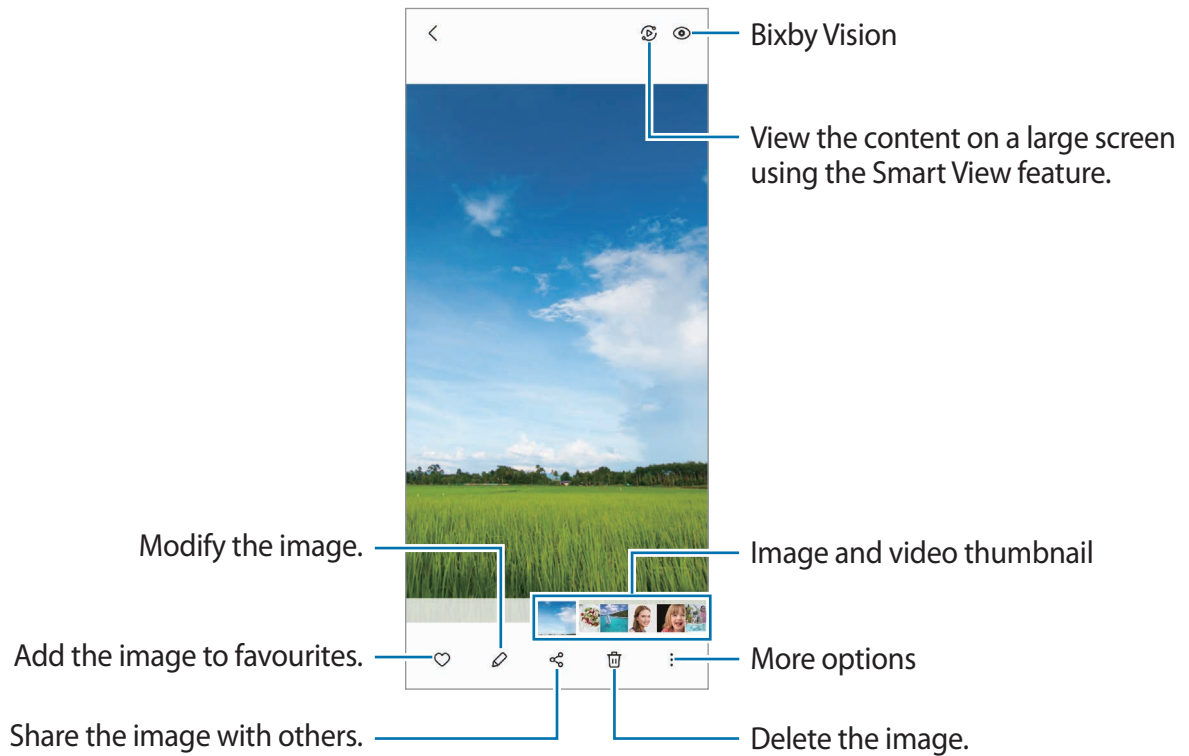 Bixby Vision
View the content on a large screen
using the Smart View feature.
Modify the image.
Image and video thumbnail
Add the image to favourites.
More options
Share the image with others.
Delete the image.